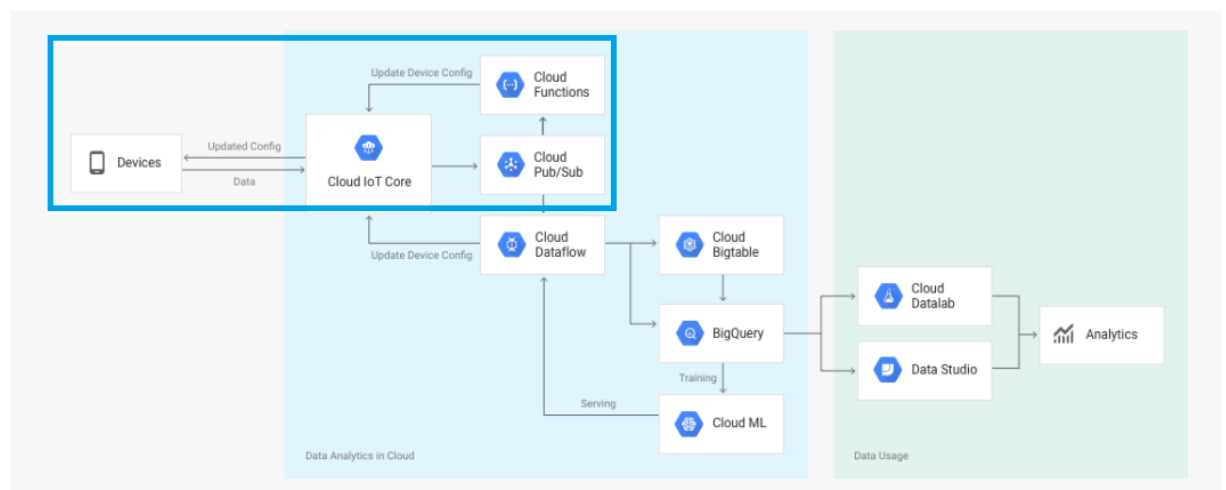 Update Device Config
Cloud
Functions
Devices
Updated Config
Data
Cloud IoT Core
Cloud
Pub/Sub
Update Device Config
Cloud
Dataflow
Cloud
Bigtable
BigQuery
Training
Serving
Cloud ML
Data Analytics in Cloud
Cloud
Datalab
Data Studio
Analytics
Data Usage